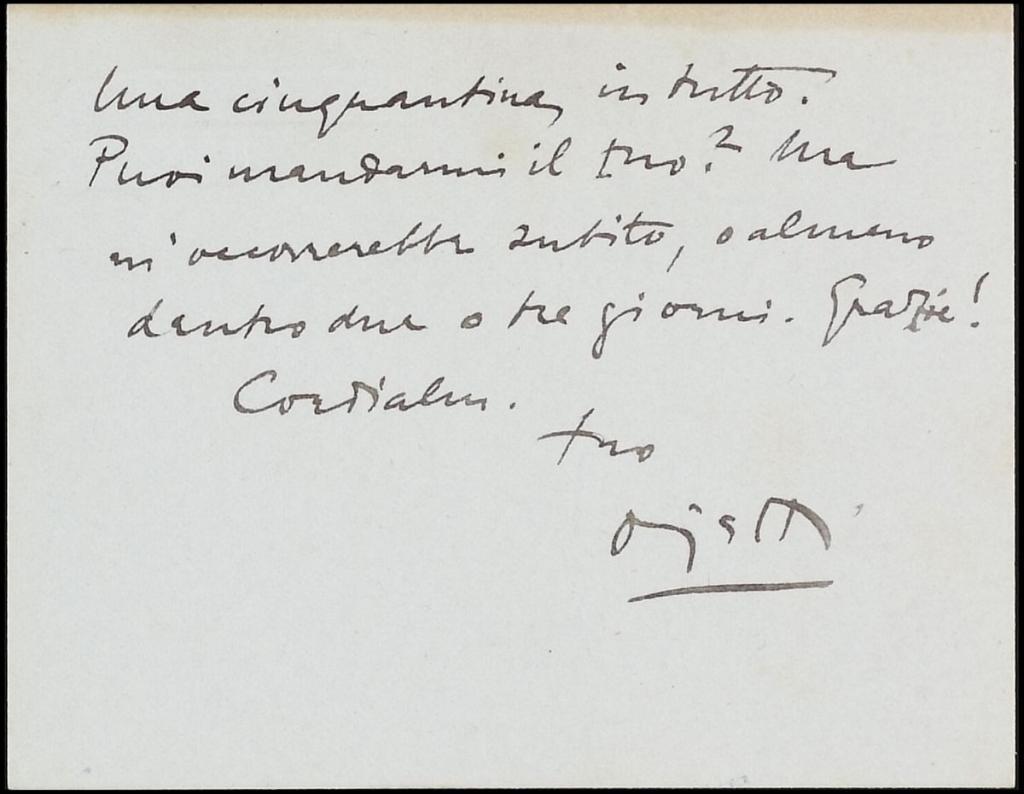 Una cinquantina, in tutto.
Puoi mandarmi il tuo? Ma
m'occorrerebbe subito, o almeno
dentro due o tre giorni. Grazie!
Cordialm.
tuo
Ojetti